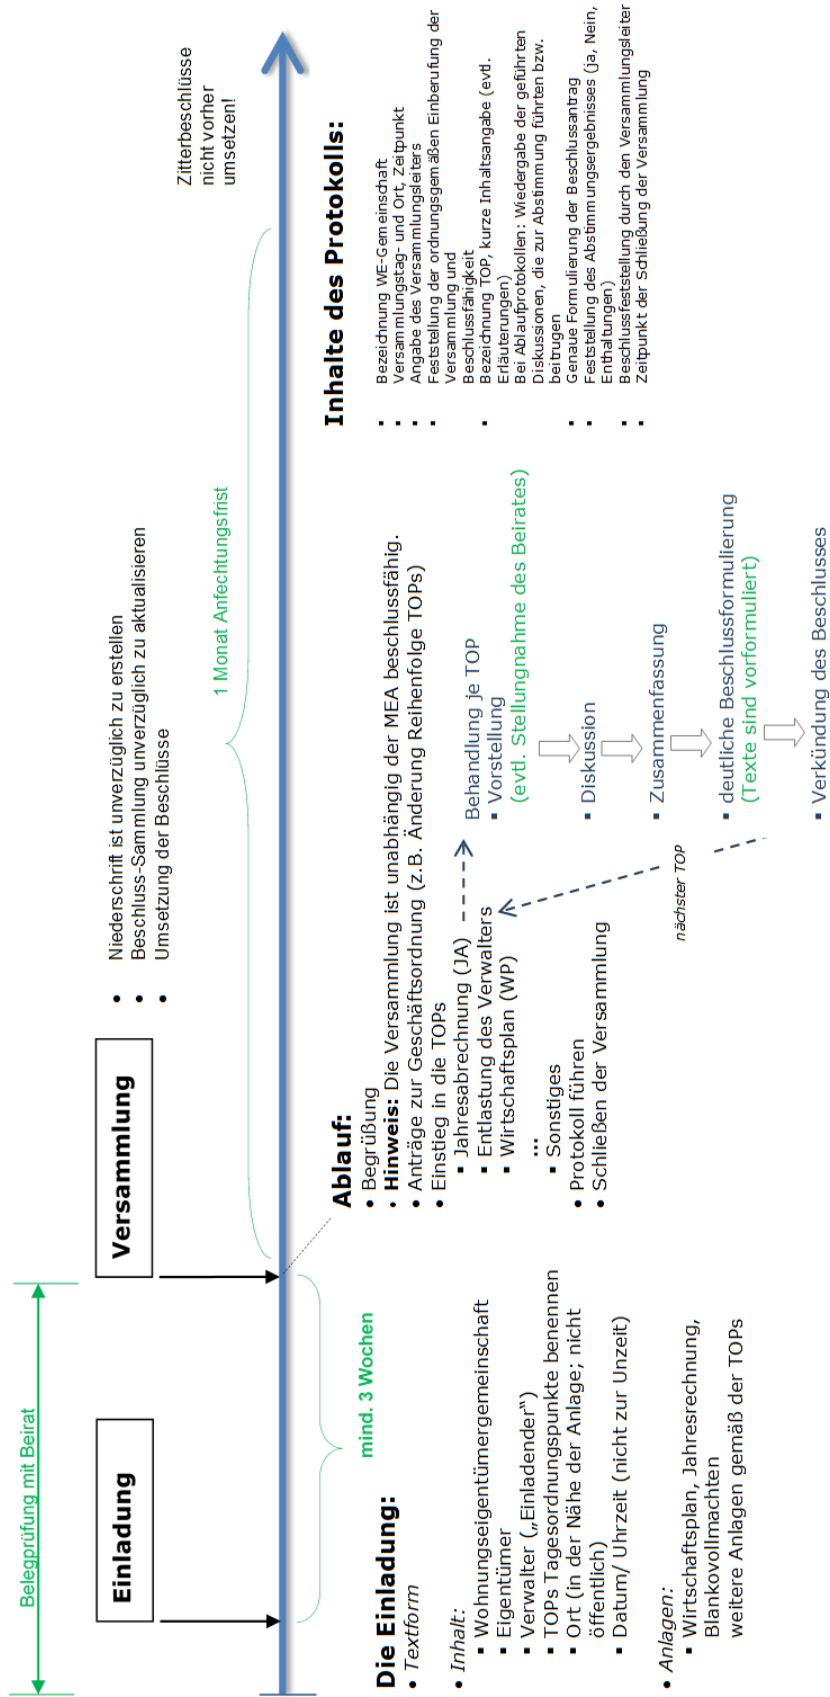 Belegprüfung mit Beirat
Einladung
Versammlung
Niederschrift ist unverzüglich zu erstellen
Beschluss-Sammlung unverzüglich zu aktualisieren
Umsetzung der Beschlüsse
1 Monat Anfechtungsfrist
Zitterbeschlüsse
nicht vorher
umsetzen!
mind. 3 Wochen
Die Einladung:
• Textform
• Inhalt:
▪ Wohnungseigentümergemeinschaft
▪ Eigentümer
▪ Verwalter („Einladender“)
▪ TOPs Tagesordnungspunkte benennen
▪ Ort (in der Nähe der Anlage; nicht
öffentlich)
▪ Datum/ Uhrzeit (nicht zur Unzeit)
• Anlagen:
▪ Wirtschaftsplan, Jahresrechnung,
Blankovollmachten
weitere Anlagen gemäß der TOPs
Ablauf:
• Begrüßung
• Hinweis: Die Versammlung ist unabhängig der MEA beschlussfähig.
• Anträge zur Geschäftsordnung (z.B. Änderung Reihenfolge TOPs)
• Einstieg in die TOPs
▪ Jahresabrechnung (JA)
▪ Entlastung des Verwalters
▪ Wirtschaftsplan (WP)
...
▪ Sonstiges
• Protokoll führen
• Schließen der Versammlung
Behandlung je TOP
▪ Vorstellung
(evtl. Stellungnahme des Beirates)
▪ Diskussion
▪ Zusammenfassung
▪ deutliche Beschlussformulierung
(Texte sind vorformuliert)
▪ Verkündung des Beschlusses
nächster TOP
Inhalte des Protokolls:
▪ Bezeichnung WE-Gemeinschaft
▪ Versammlungstag- und Ort, Zeitpunkt
▪ Angabe des Versammlungsleiters
▪ Feststellung der ordnungsgemäßen Einberufung der
Versammlung und
Beschlussfähigkeit
▪ Bezeichnung TOP, kurze Inhaltsangabe (evtl.
Erläuterungen)
Bei Ablaufprotokollen: Wiedergabe der geführten
Diskussionen, die zur Abstimmung führten bzw.
beitrugen
▪ Genaue Formulierung der Beschlussantrag
▪ Feststellung des Abstimmungsergebnisses (ja, Nein,
Enthaltungen)
▪ Beschlussfeststellung durch den Versammlungsleiter
▪ Zeitpunkt der Schließung der Versammlung